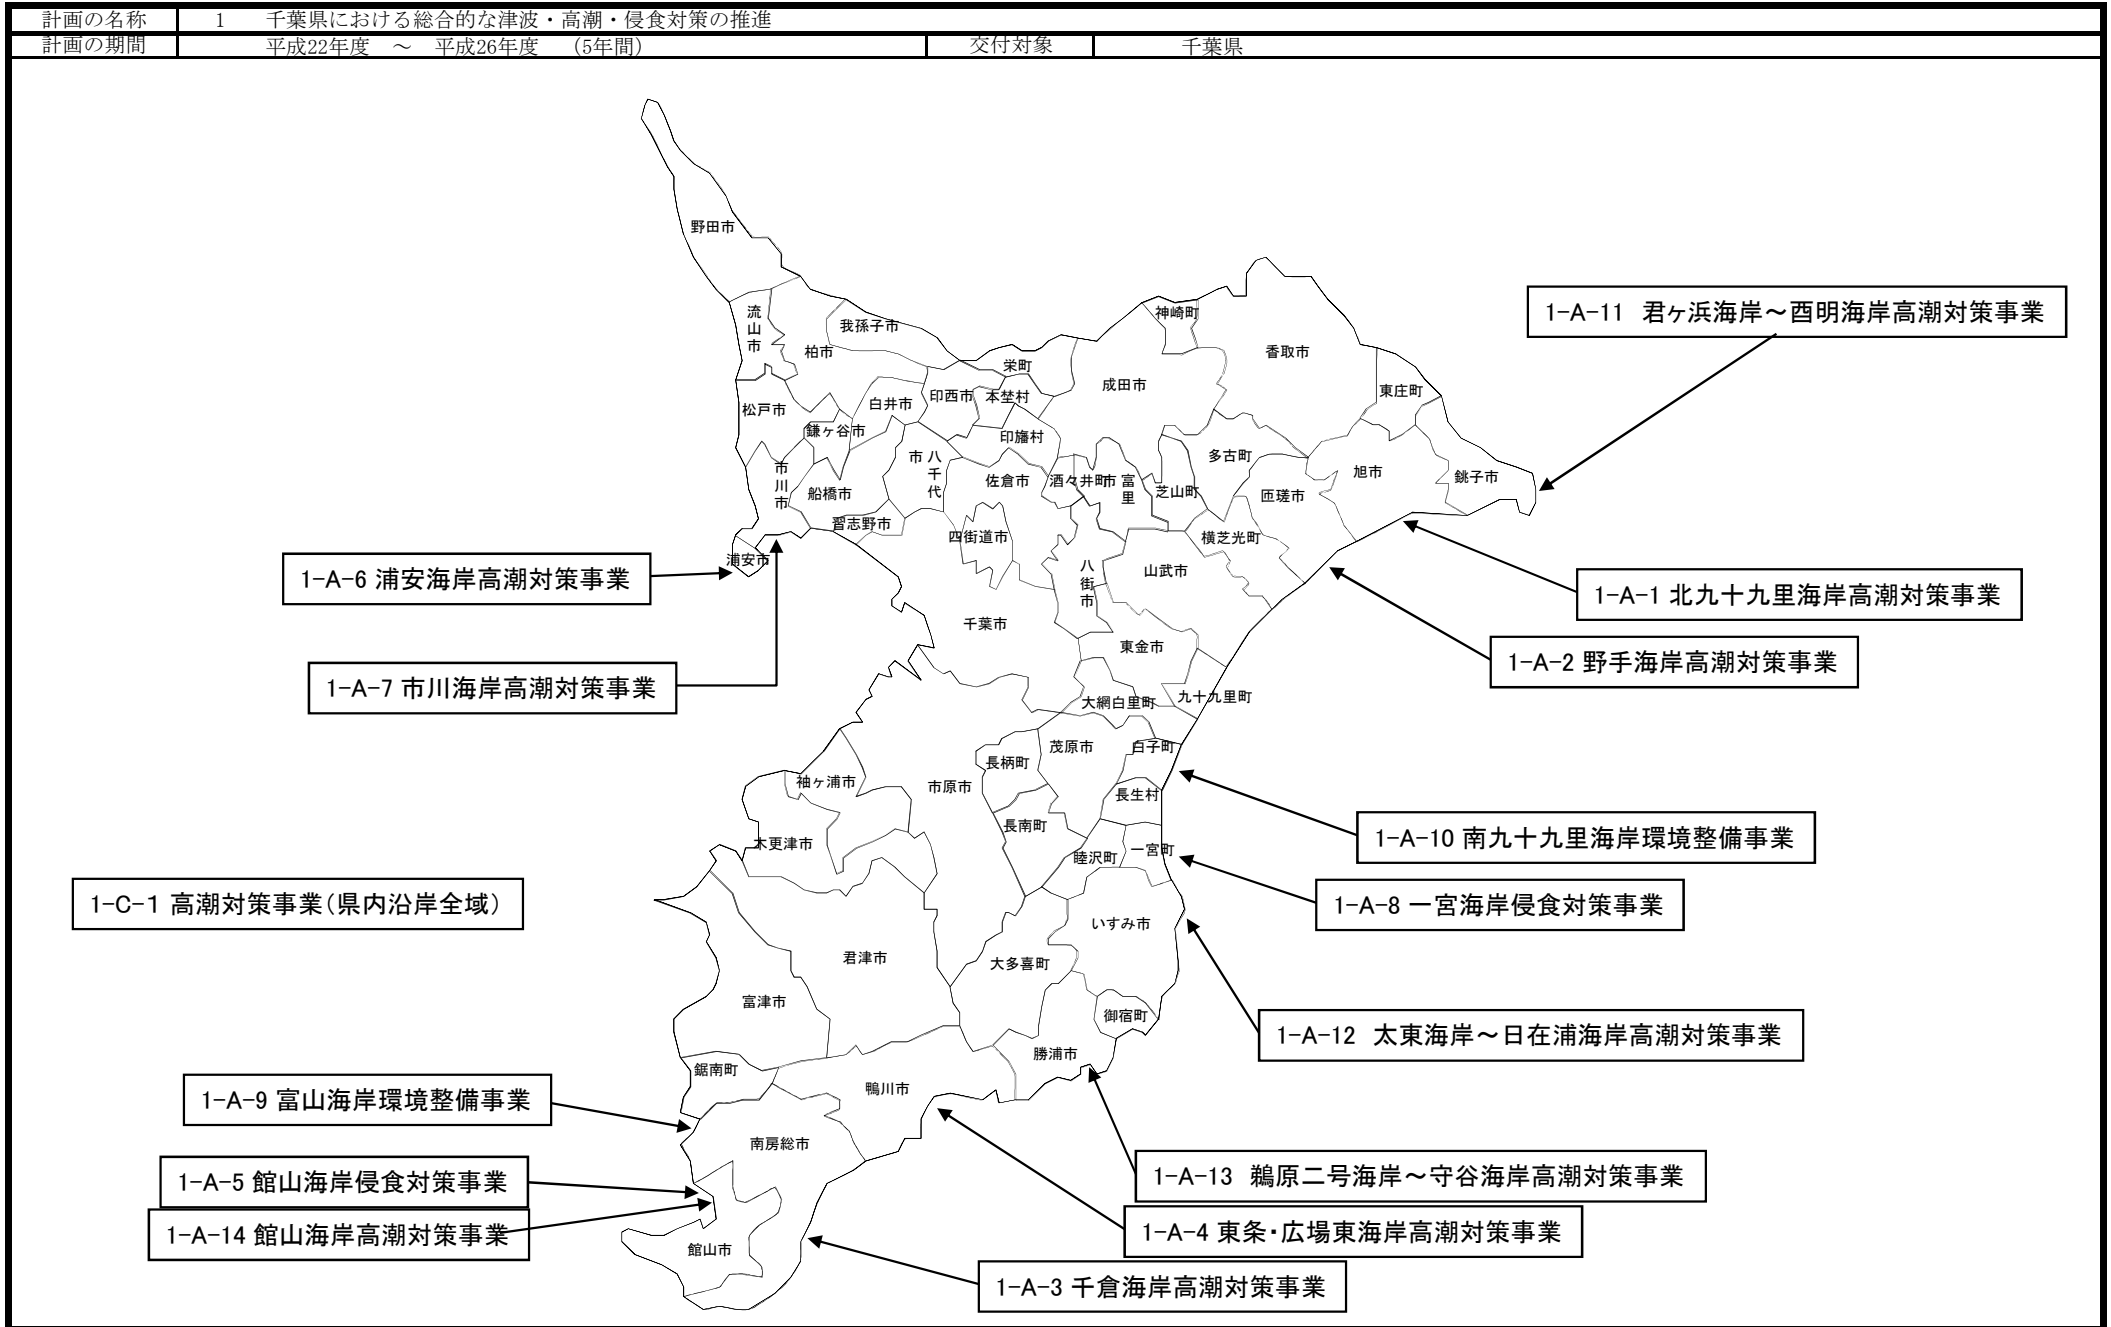 計画の名称 1 千葉県における総合的な津波・高潮・侵食対策の推進
計画の期間 平成22年度 ～ 平成26年度 （5年間） 交付対象 千葉県
野田市
流山市
我孫子市
柏市
神崎町
香取市
1-A-11 君ヶ浜海岸～酉明海岸高潮対策事業
栄町
成田市
東庄町
松戸市
白井市
印西市
本埜村
鎌ヶ谷市
印旛村
市川市
船橋市
八千代市
佐倉市
酒々井町
富里市
芝山町
多古町
匝瑳市
旭市
銚子市
習志野市
四街道市
横芝光町
浦安市
八街市
山武市
1-A-6 浦安海岸高潮対策事業
1-A-1 北九十九里海岸高潮対策事業
千葉市
東金市
1-A-2 野手海岸高潮対策事業
1-A-7 市川海岸高潮対策事業
大網白里町
九十九里町
茂原市
白子町
長柄町
袖ヶ浦市
市原市
長生村
長南町
1-A-10 南九十九里海岸環境整備事業
木更津市
睦沢町
一宮町
1-C-1 高潮対策事業（県内沿岸全域）
1-A-8 一宮海岸侵食対策事業
いすみ市
君津市
大多喜町
富津市
御宿町
1-A-12 太東海岸～日在浦海岸高潮対策事業
勝浦市
鋸南町
鴨川市
1-A-9 富山海岸環境整備事業
南房総市
1-A-13 鵜原二号海岸～守谷海岸高潮対策事業
1-A-5 館山海岸侵食対策事業
1-A-4 東条・広場東海岸高潮対策事業
1-A-14 館山海岸高潮対策事業
館山市
1-A-3 千倉海岸高潮対策事業